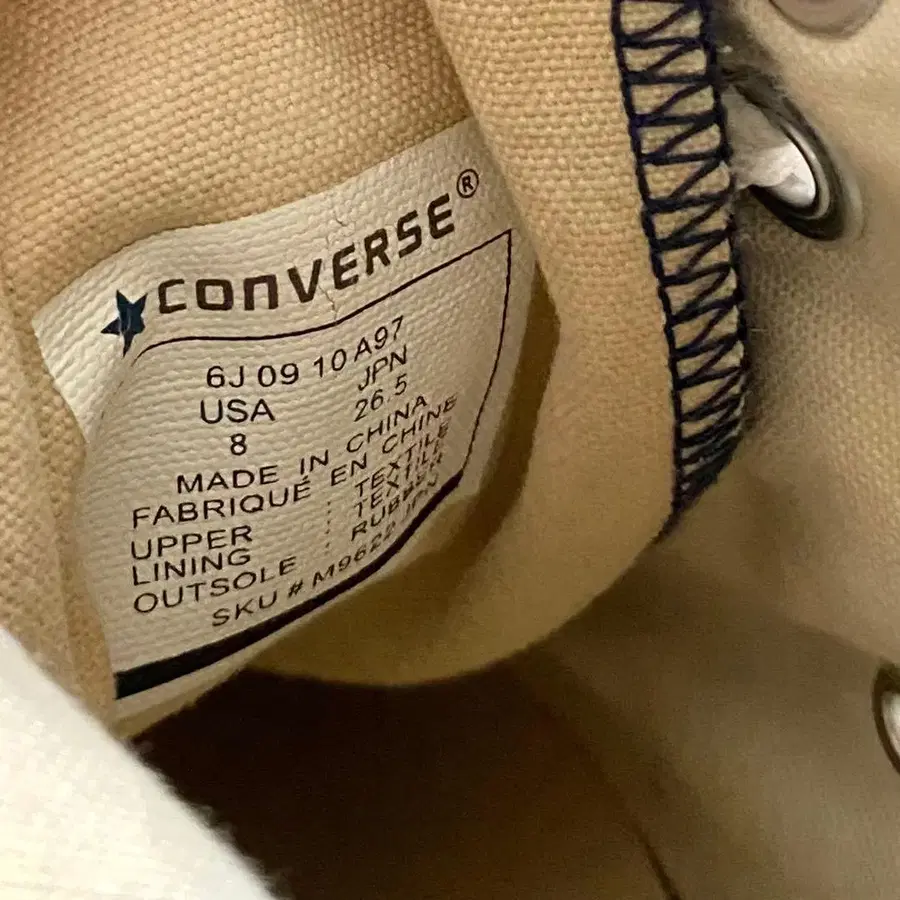 CONVERSE®
6J 09 10 A97
USA JPN
8 26.5
MADE IN CHINA
FABRIQUÉ EN CHINE
UPPER : TEXTILE
LINING : TEXTILE
OUTSOLE : RUBBER
SKU # M9622 JPN